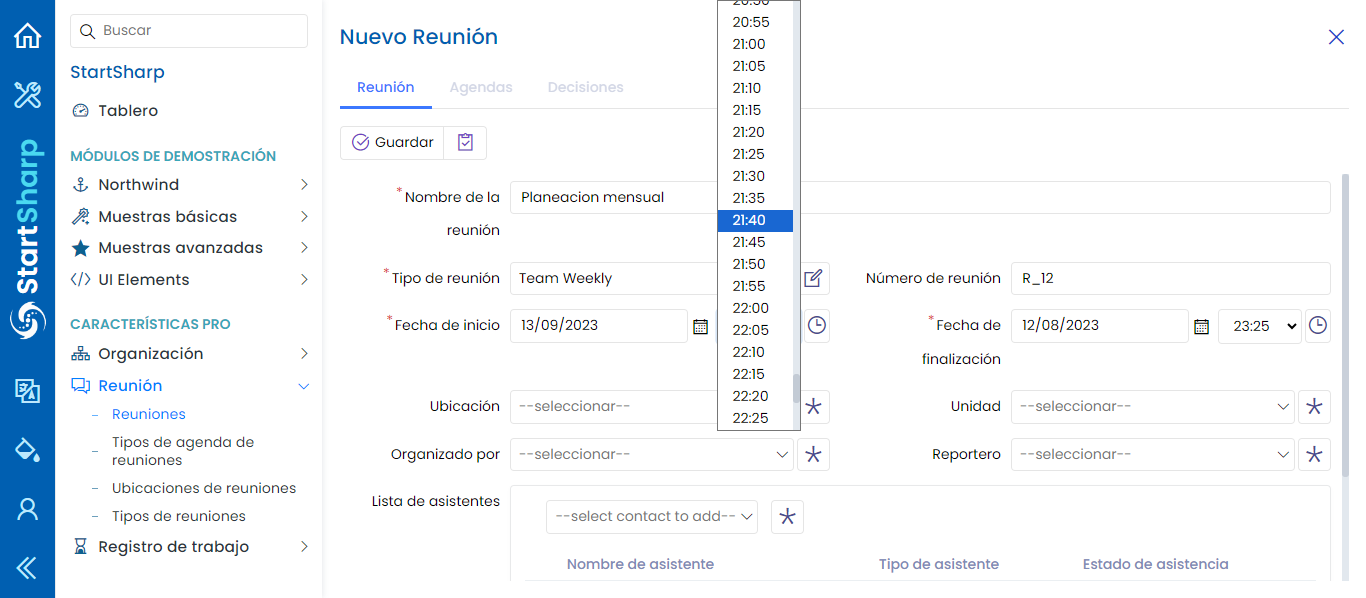 StartSharp
Buscar
StartSharp
Tablero
MÓDULOS DE DEMOSTRACIÓN
Northwind
Muestras básicas
Muestras avanzadas
UI Elements
CARACTERÍSTICAS PRO
Organización
Reunión
Reuniones
Tipos de agenda de
reuniones
Ubicaciones de reuniones
Tipos de reuniones
Registro de trabajo
Nuevo Reunión
Reunión Agendas Decisiones
Guardar
*Nombre de la
reunión
Planeacion mensual
*Tipo de reunión Team Weekly
Número de reunión R_12
*Fecha de inicio 13/09/2023
*Fecha de
finalización
12/08/2023 23:25
Ubicación --seleccionar--
Unidad --seleccionar--
Organizado por --seleccionar--
Reportero --seleccionar--
Lista de asistentes
--select contact to add--
Nombre de asistente Tipo de asistente Estado de asistencia
20:50
20:55
21:00
21:05
21:10
21:15
21:20
21:25
21:30
21:35
21:40
21:45
21:50
21:55
22:00
22:05
22:10
22:15
22:20
22:25